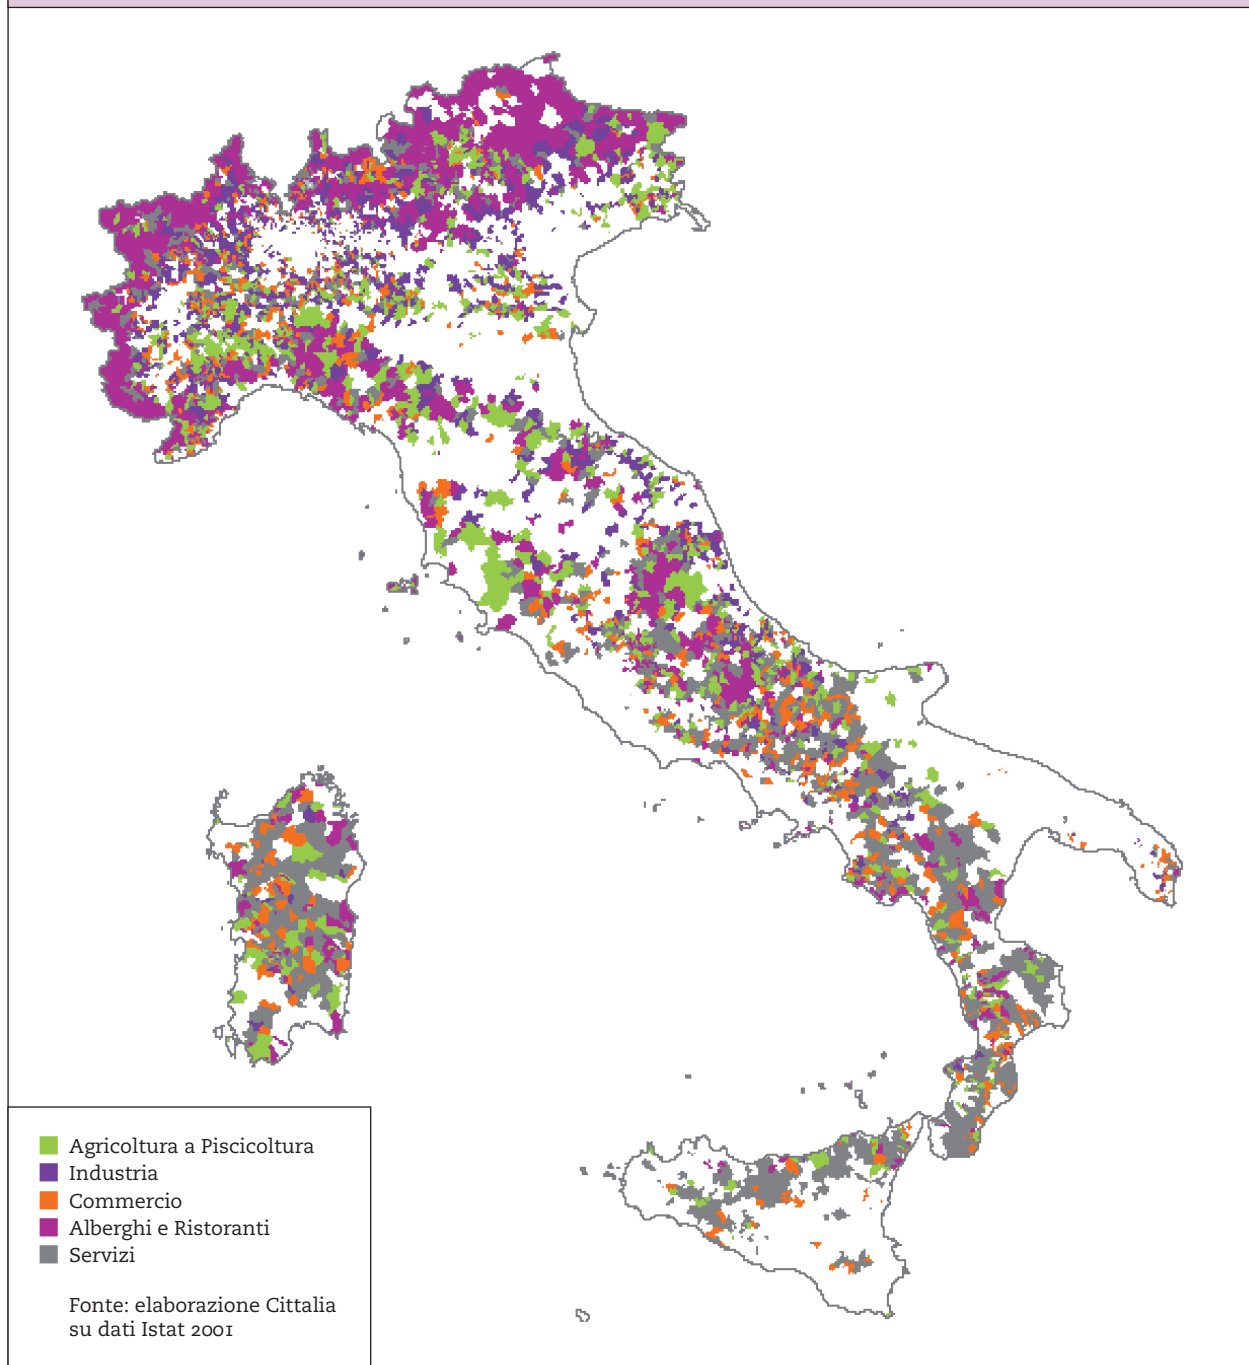 Agricoltura a Piscicoltura
Industria
Commercio
Alberghi e Ristoranti
Servizi
Fonte: elaborazione Cittalia
su dati Istat 2001